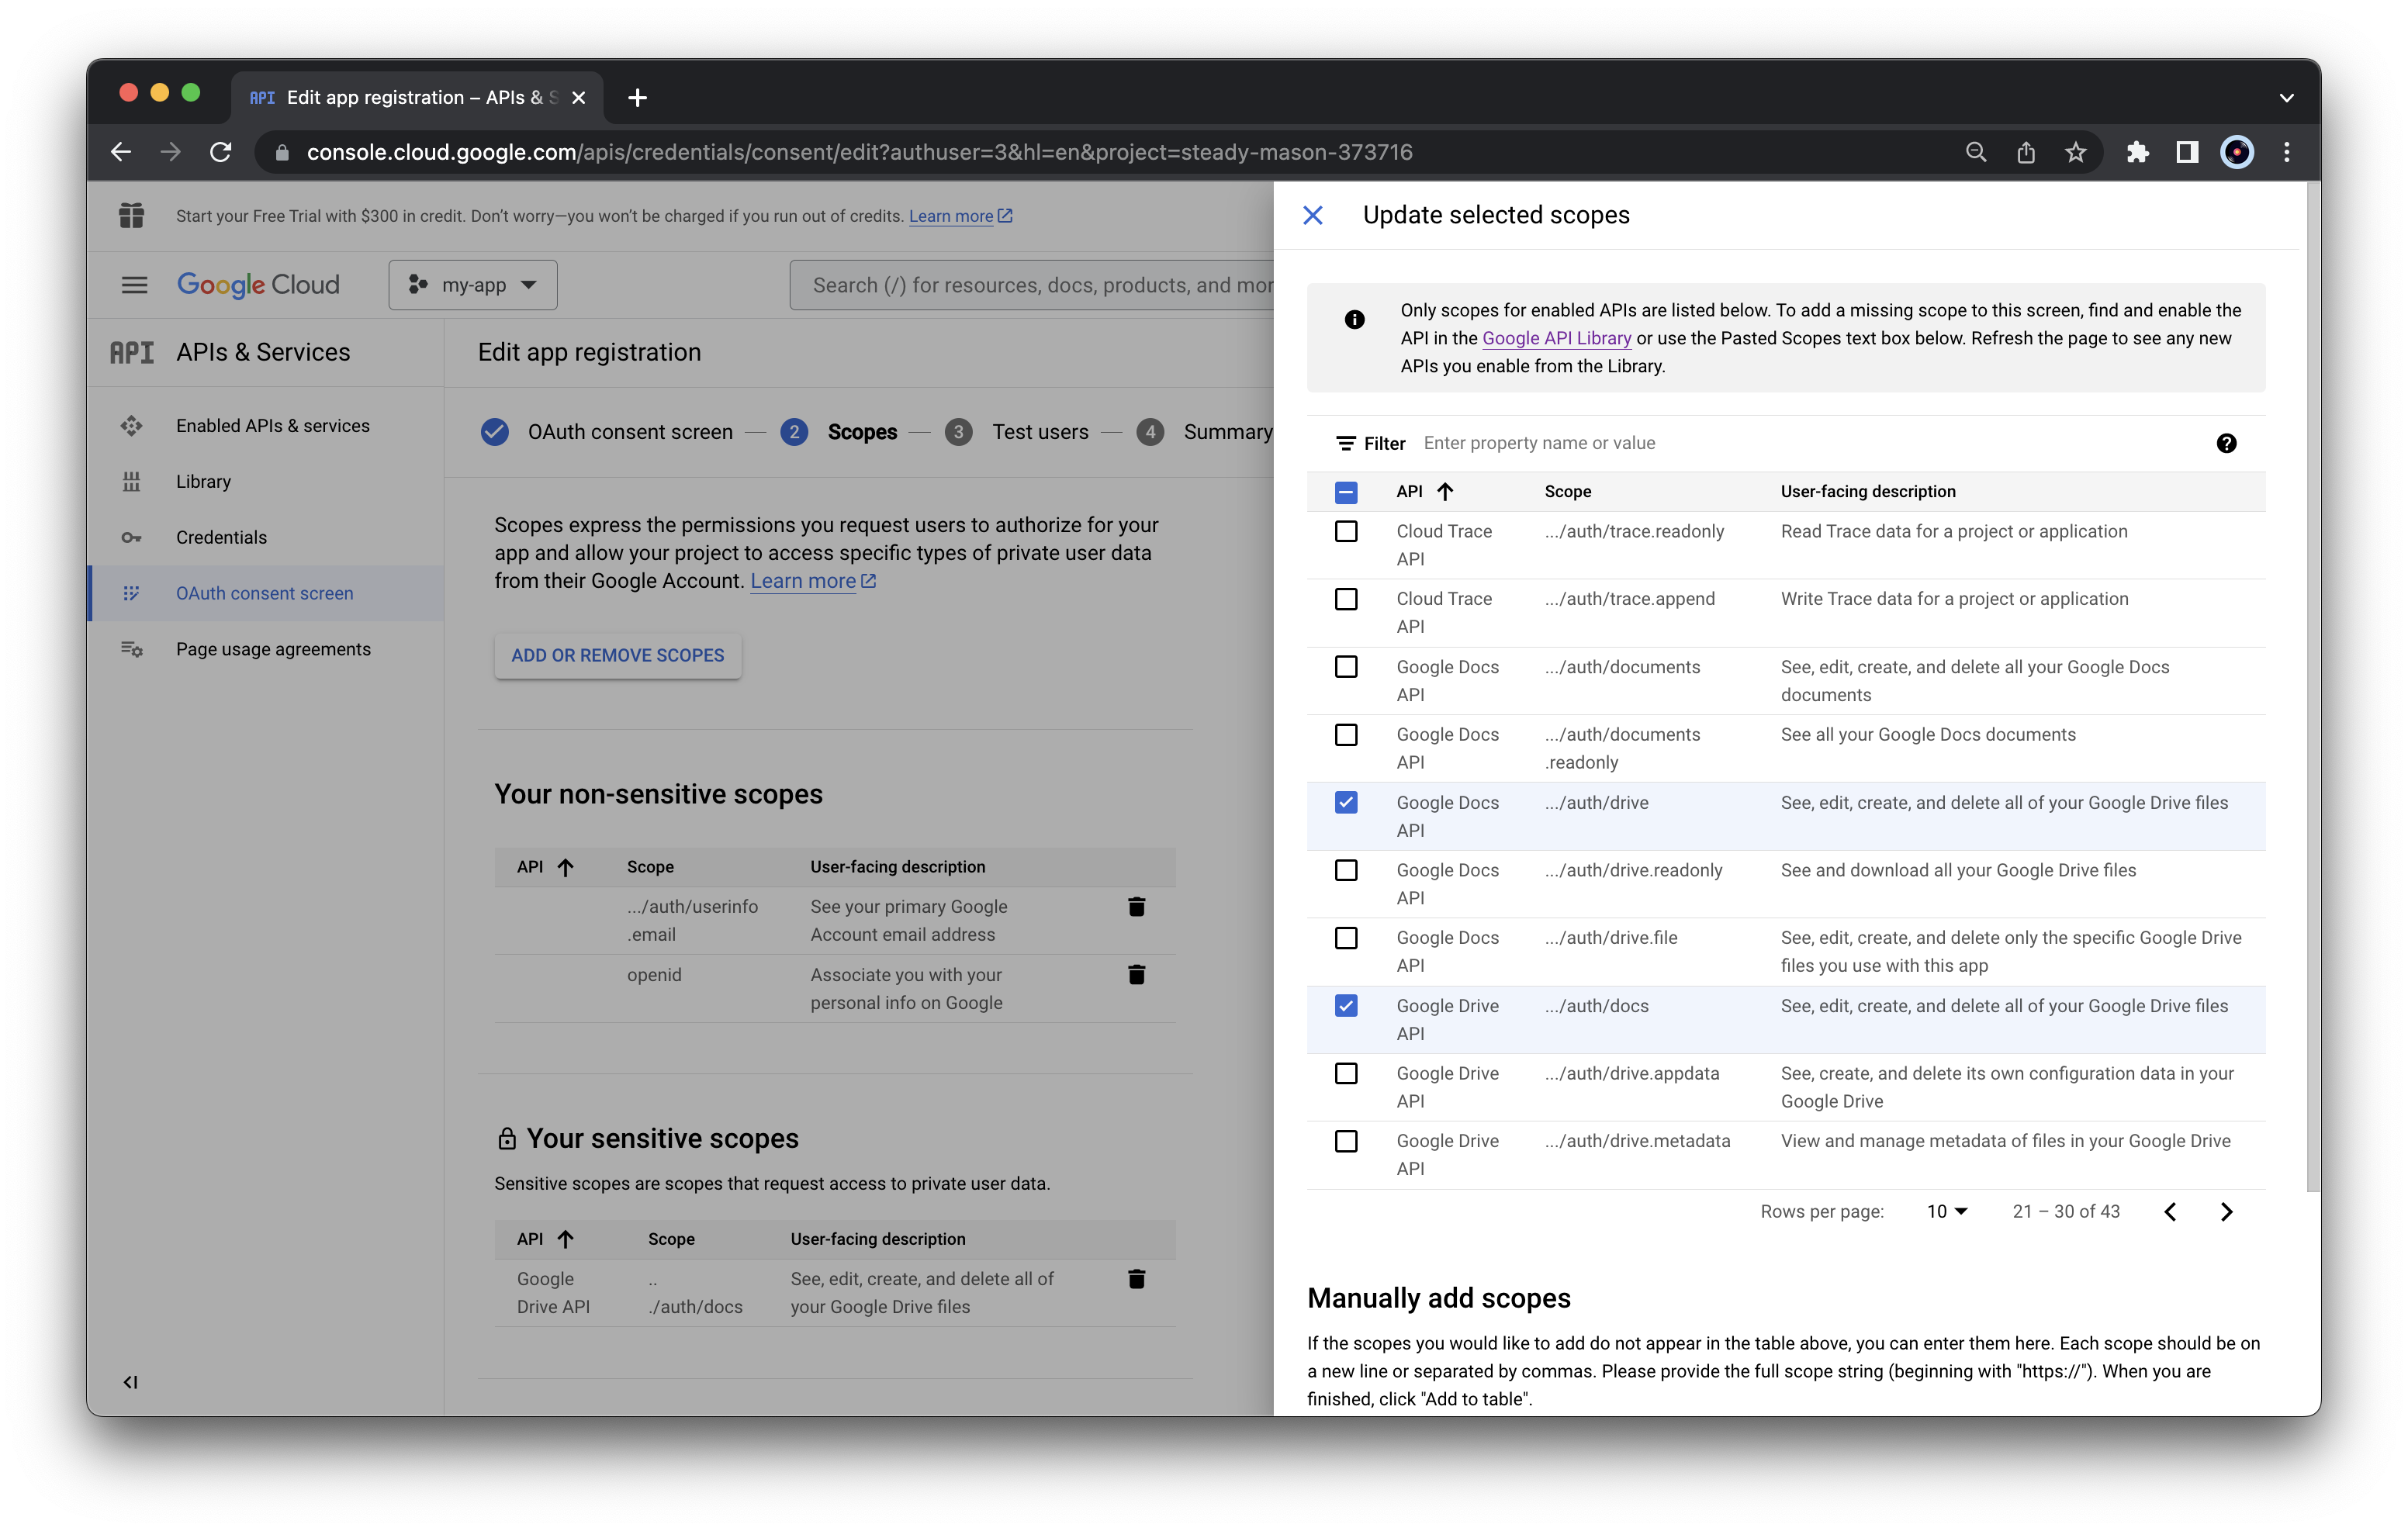 API Edit app registration – APIs &
console.cloud.google.com/apis/credentials/consent/edit?authuser=3&hl=en&project=steady-mason-373716
Start your Free Trial with $300 in credit. Don't worry—you won't be charged if you run out of credits. Learn more
Google Cloud
my-app
Search (/) for resources, docs, products, and mor
API APIs & Services
Enabled APIs & services
Library
Credentials
OAuth consent screen
Page usage agreements
Edit app registration
OAuth consent screen — 2 Scopes — 3 Test users — 4 Summary
Scopes express the permissions you request users to authorize for your
app and allow your project to access specific types of private user data
from their Google Account. Learn more
ADD OR REMOVE SCOPES
Your non-sensitive scopes
API Scope User-facing description
.../auth/userinfo See your primary Google
.email Account email address
openid Associate you with your
personal info on Google
Your sensitive scopes
Sensitive scopes are scopes that request access to private user data.
API Scope User-facing description
Google .. See, edit, create, and delete all of
Drive API ./auth/docs your Google Drive files
Update selected scopes
Only scopes for enabled APIs are listed below. To add a missing scope to this screen, find and enable the
API in the Google API Library or use the Pasted Scopes text box below. Refresh the page to see any new
APIs you enable from the Library.
Filter Enter property name or value
API Scope User-facing description
Cloud Trace .../auth/trace.readonly Read Trace data for a project or application
API
Cloud Trace .../auth/trace.append Write Trace data for a project or application
API
Google Docs .../auth/documents See, edit, create, and delete all your Google Docs
API documents
Google Docs .../auth/documents See all your Google Docs documents
API .readonly
Google Docs .../auth/drive See, edit, create, and delete all of your Google Drive files
API
Google Docs .../auth/drive.readonly See and download all your Google Drive files
API
Google Docs .../auth/drive.file See, edit, create, and delete only the specific Google Drive
API files you use with this app
Google Drive .../auth/docs See, edit, create, and delete all of your Google Drive files
API
Google Drive .../auth/drive.appdata See, create, and delete its own configuration data in your
API Google Drive
Google Drive .../auth/drive.metadata View and manage metadata of files in your Google Drive
API
Rows per page: 10 21 – 30 of 43
Manually add scopes
If the scopes you would like to add do not appear in the table above, you can enter them here. Each scope should be on
a new line or separated by commas. Please provide the full scope string (beginning with "https://"). When you are
finished, click "Add to table".